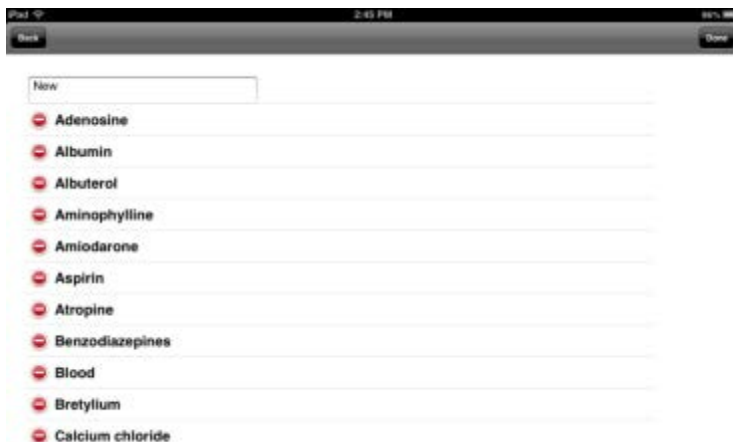 iPad 2:45 PM
Back Done
New
Adenosine
Albumin
Albuterol
Aminophylline
Amiodarone
Aspirin
Atropine
Benzodiazepines
Blood
Bretylium
Calcium chloride